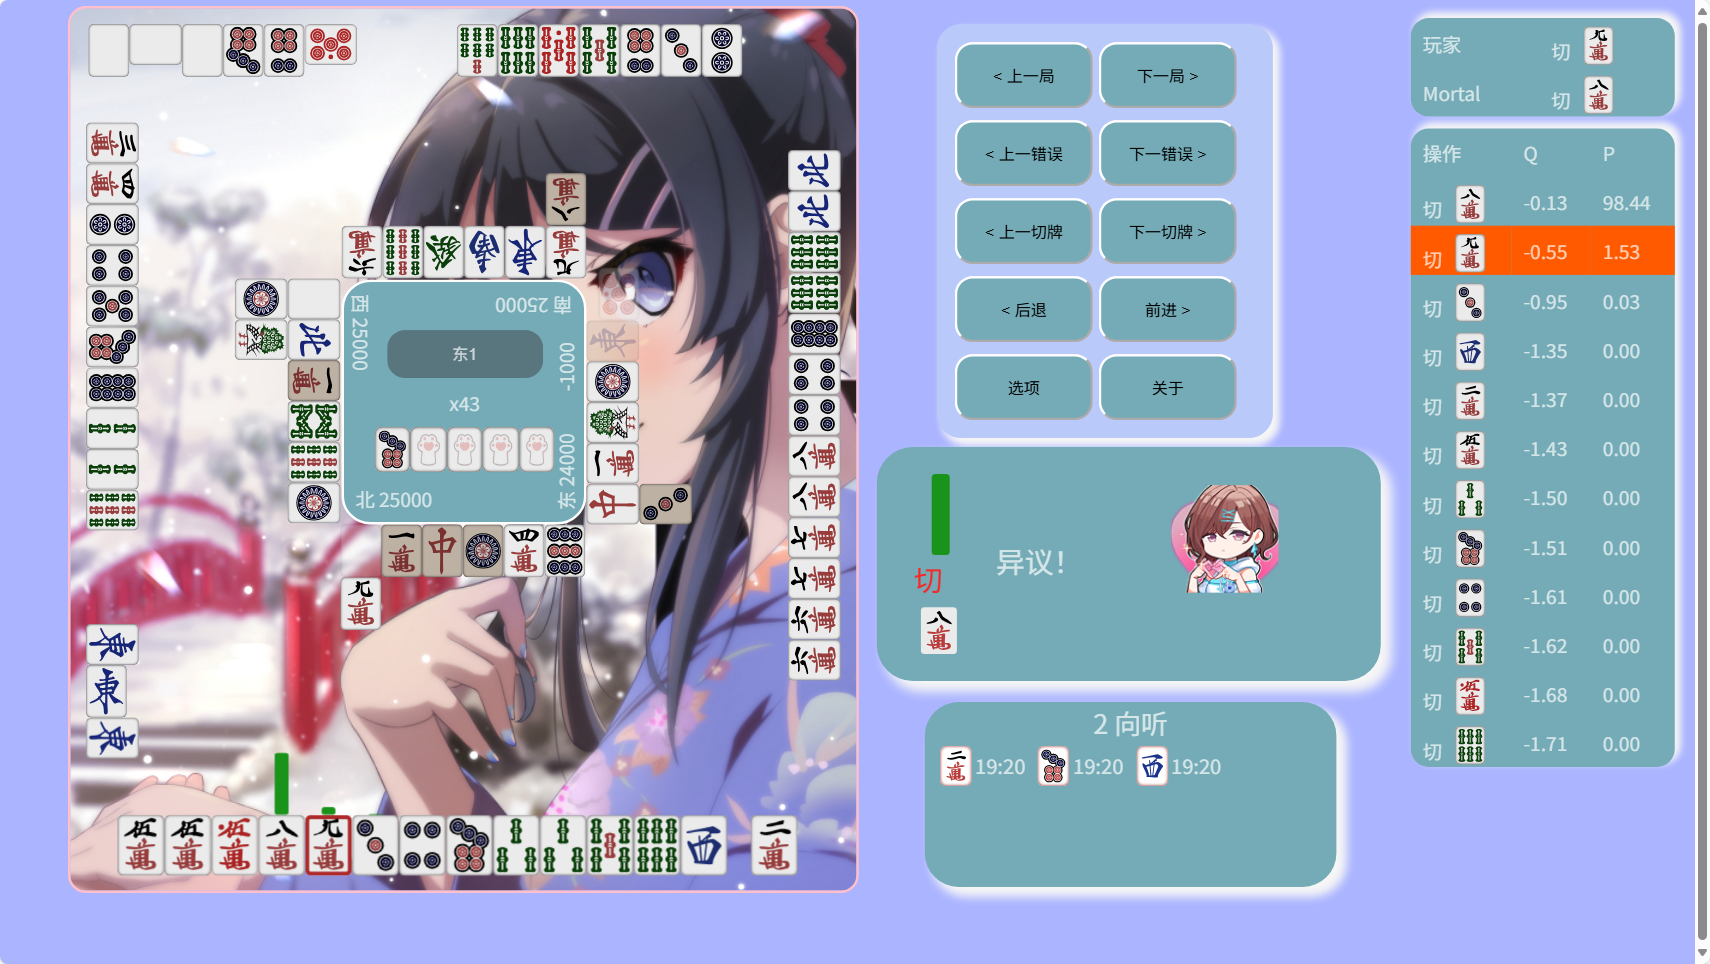 西 25000
南 25000
东1
-1000
x43
北 25000
东 24000
< 上一局
下一局 >
< 上一错误
下一错误 >
< 上一切牌
下一切牌 >
< 后退
前进 >
选项
关于
切
异议!
2 向听
19:20
19:20
19:20
玩家 切
Mortal 切
操作 Q P
切 -0.13 98.44
切 -0.55 1.53
切 -0.95 0.03
切 -1.35 0.00
切 -1.37 0.00
切 -1.43 0.00
切 -1.50 0.00
切 -1.51 0.00
切 -1.61 0.00
切 -1.62 0.00
切 -1.68 0.00
切 -1.71 0.00